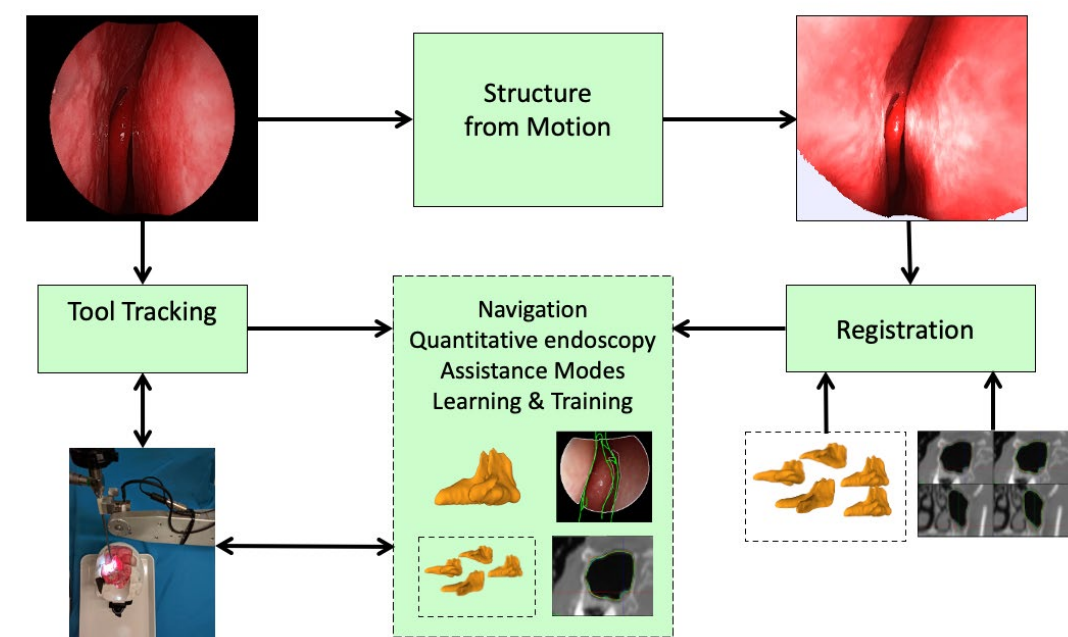 Structure
from Motion
Tool Tracking
Navigation
Quantitative endoscopy
Assistance Modes
Learning & Training
Registration